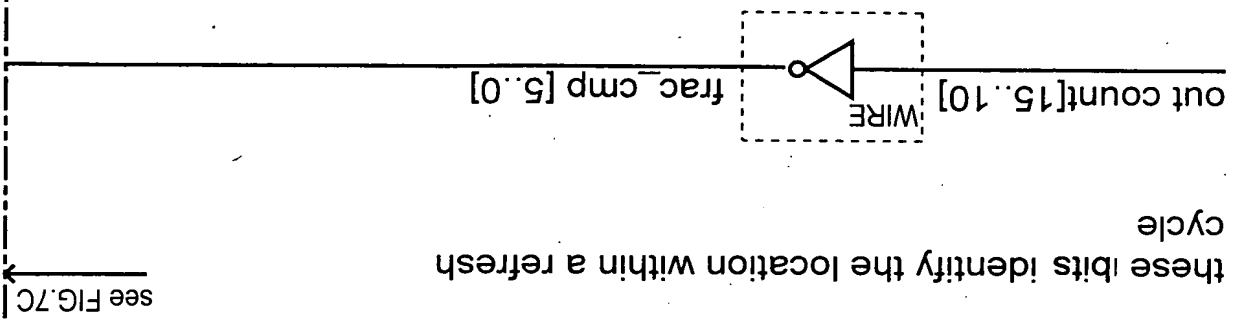 see FIG.7C
these ibits identify the location within a refresh
cycle
out count[15..10]
WIRE
frac_cmp [5..0]